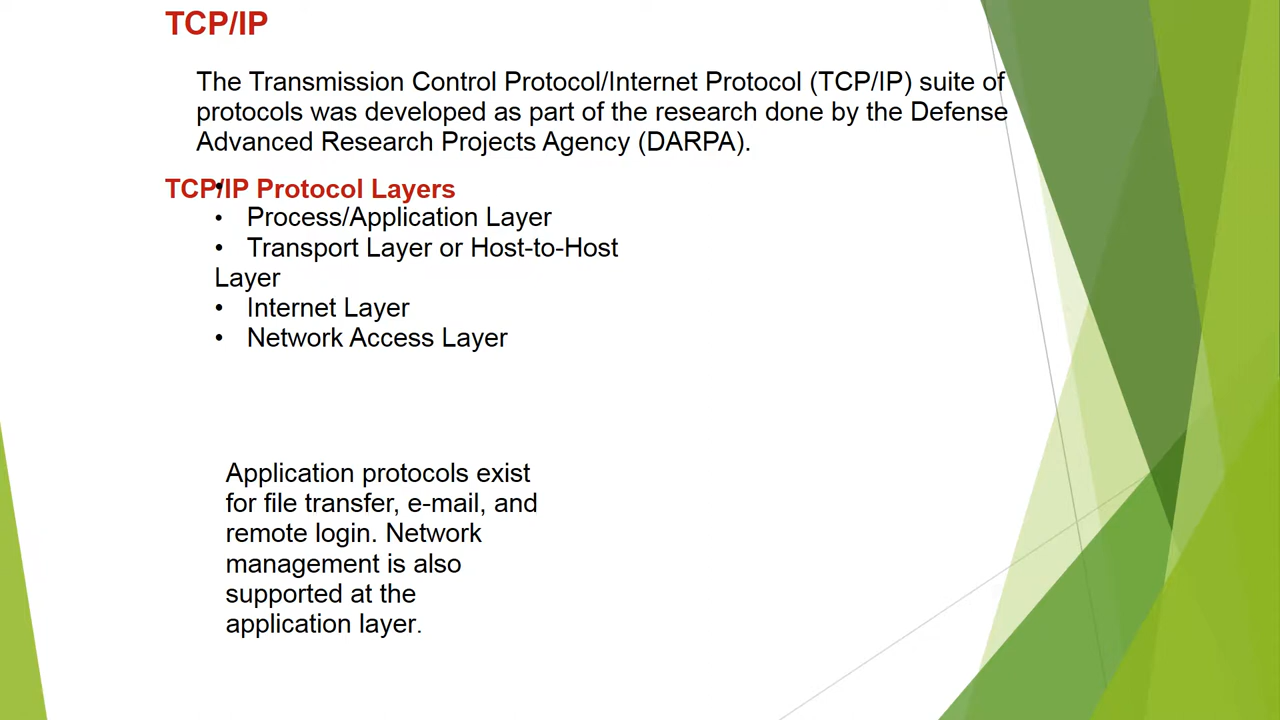 TCP/IP
The Transmission Control Protocol/Internet Protocol (TCP/IP) suite of
protocols was developed as part of the research done by the Defense
Advanced Research Projects Agency (DARPA).
TCP/IP Protocol Layers
• Process/Application Layer
• Transport Layer or Host-to-Host
Layer
• Internet Layer
• Network Access Layer
Application protocols exist
for file transfer, e-mail, and
remote login. Network
management is also
supported at the
application layer.